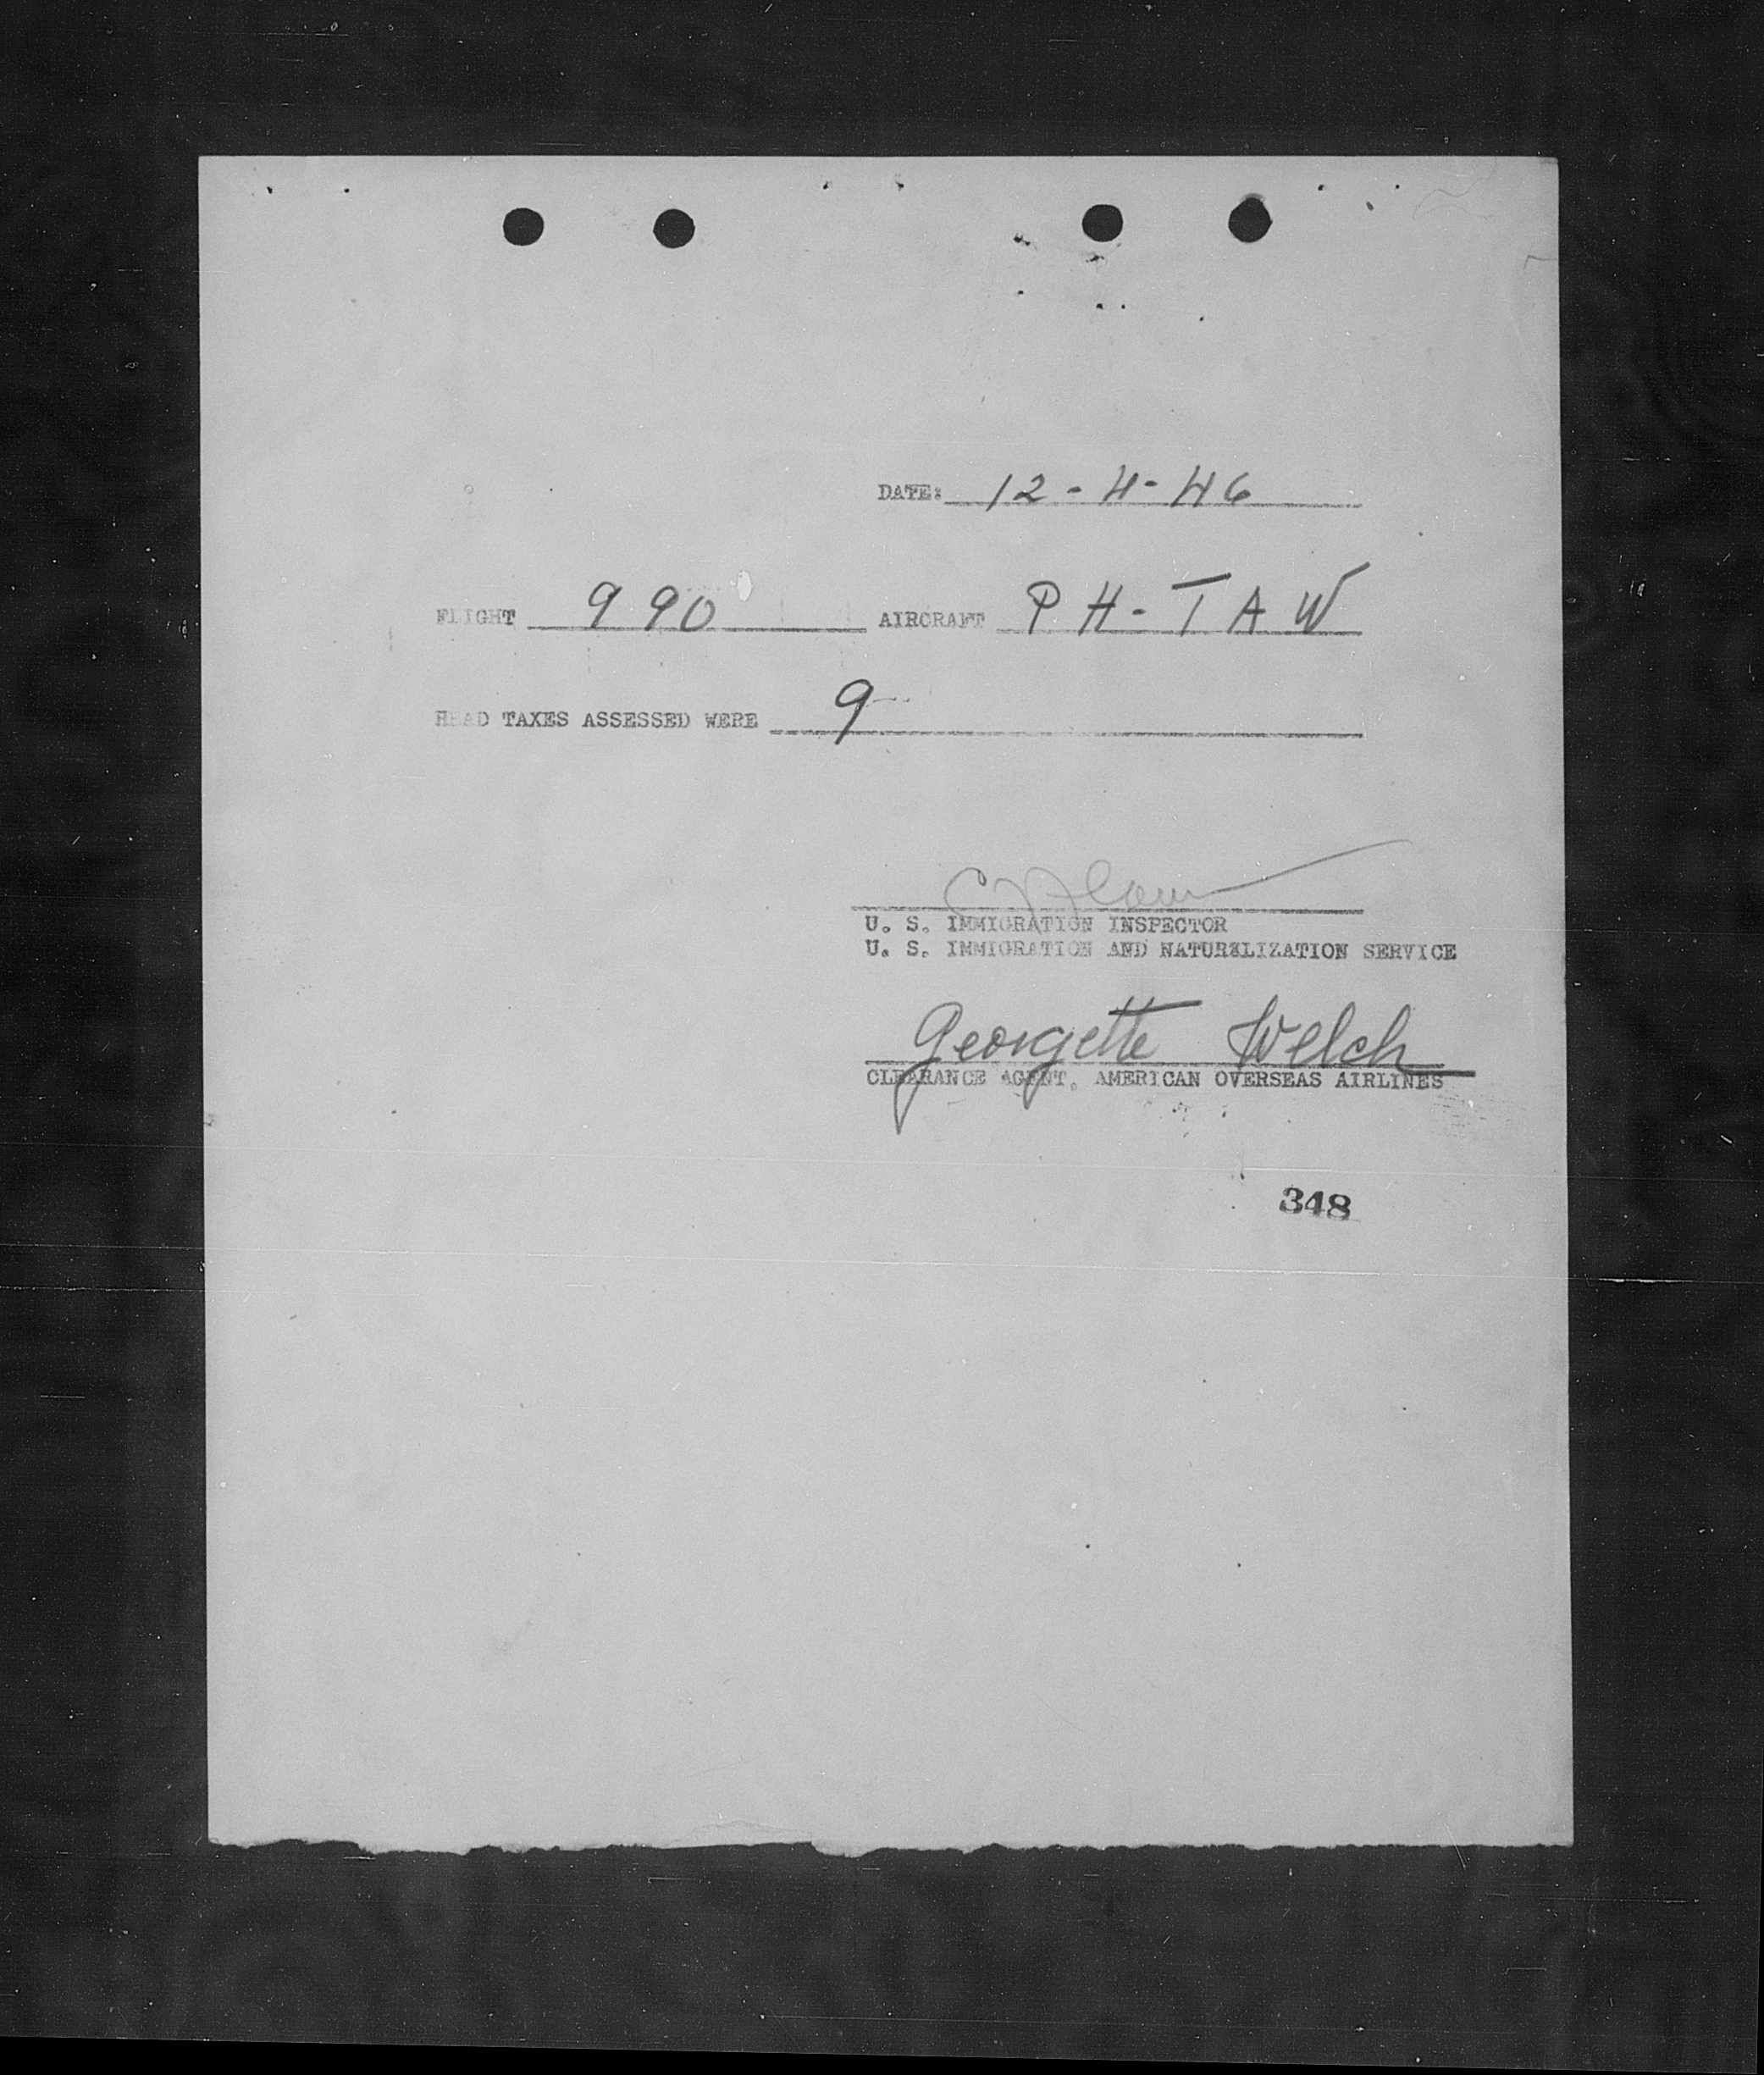 DATE: 12-4-46
FLIGHT 990 AIRCRAFT PH-TAW
HEAD TAXES ASSESSED WERE 9
U. S. IMMIGRATION INSPECTOR
U. S. IMMIGRATION AND NATURZLIZATION SERVICE
Georgette Welch
CLEARANCE AGENT, AMERICAN OVERSEAS AIRLINES
348